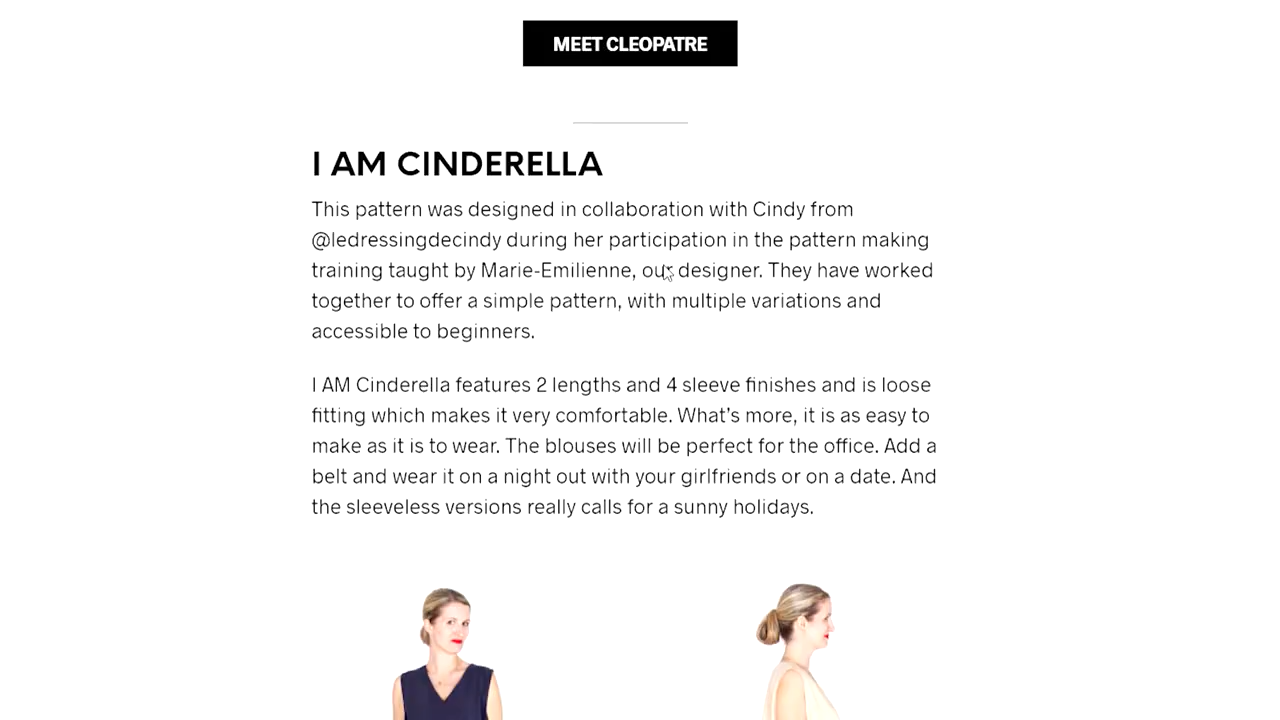 MEET CLEOPATRE
I AM CINDERELLA
This pattern was designed in collaboration with Cindy from
@ledressingdecindy during her participation in the pattern making
training taught by Marie-Emilienne, our designer. They have worked
together to offer a simple pattern, with multiple variations and
accessible to beginners.
I AM Cinderella features 2 lengths and 4 sleeve finishes and is loose
fitting which makes it very comfortable. What's more, it is as easy to
make as it is to wear. The blouses will be perfect for the office. Add a
belt and wear it on a night out with your girlfriends or on a date. And
the sleeveless versions really calls for a sunny holidays.